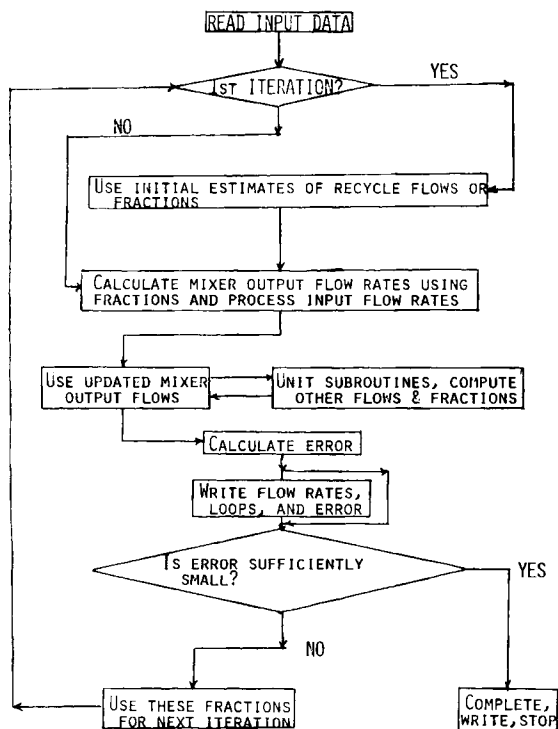 READ INPUT DATA
1ST ITERATION?
YES
NO
USE INITIAL ESTIMATES OF RECYCLE FLOWS OR
FRACTIONS
CALCULATE MIXER OUTPUT FLOW RATES USING
FRACTIONS AND PROCESS INPUT FLOW RATES
USE UPDATED MIXER
OUTPUT FLOWS
UNIT SUBROUTINES, COMPUTE
OTHER FLOWS & FRACTIONS
CALCULATE ERROR
WRITE FLOW RATES,
LOOPS, AND ERROR
IS ERROR SUFFICIENTLY
SMALL?
YES
NO
USE THESE FRACTIONS
FOR NEXT ITERATION
COMPLETE,
WRITE, STOP